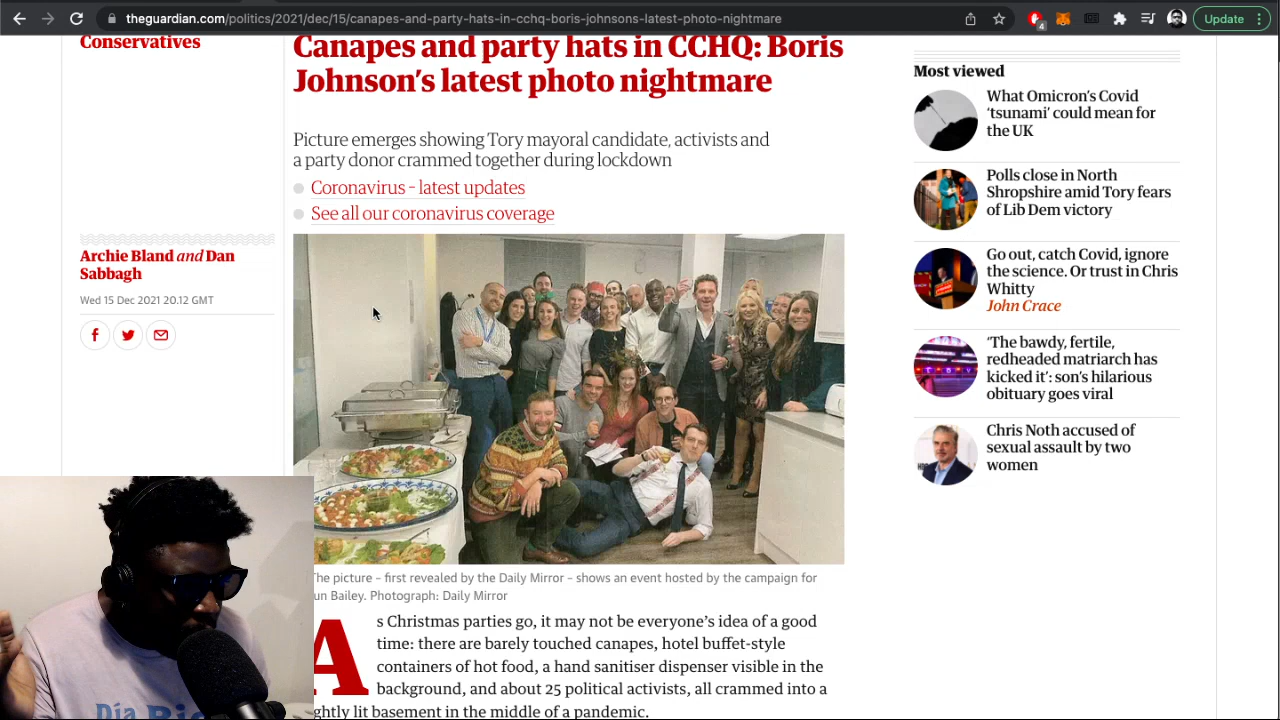 theguardian.com/politics/2021/dec/15/canapes-and-party-hats-in-cchq-boris-johnsons-latest-photo-nightmare
4
Update
Conservatives
Canapes and party hats in CCHQ: Boris
Johnson's latest photo nightmare
Picture emerges showing Tory mayoral candidate, activists and
a party donor crammed together during lockdown
Coronavirus – latest updates
See all our coronavirus coverage
Archie Bland and Dan
Sabbagh
Wed 15 Dec 2021 20.12 GMT
The picture – first revealed by the Daily Mirror – shows an event hosted by the campaign for
un Bailey. Photograph: Daily Mirror
As Christmas parties go, it may not be everyone's idea of a good
time: there are barely touched canapes, hotel buffet-style
containers of hot food, a hand sanitiser dispenser visible in the
background, and about 25 political activists, all crammed into a
ghtly lit basement in the middle of a pandemic.
Most viewed
What Omicron's Covid
'tsunami' could mean for
the UK
Polls close in North
Shropshire amid Tory fears
of Lib Dem victory
Go out, catch Covid, ignore
the science. Or trust in Chris
Whitty
John Crace
'The bawdy, fertile,
redheaded matriarch has
kicked it': son's hilarious
obituary goes viral
Chris Noth accused of
sexual assault by two
women